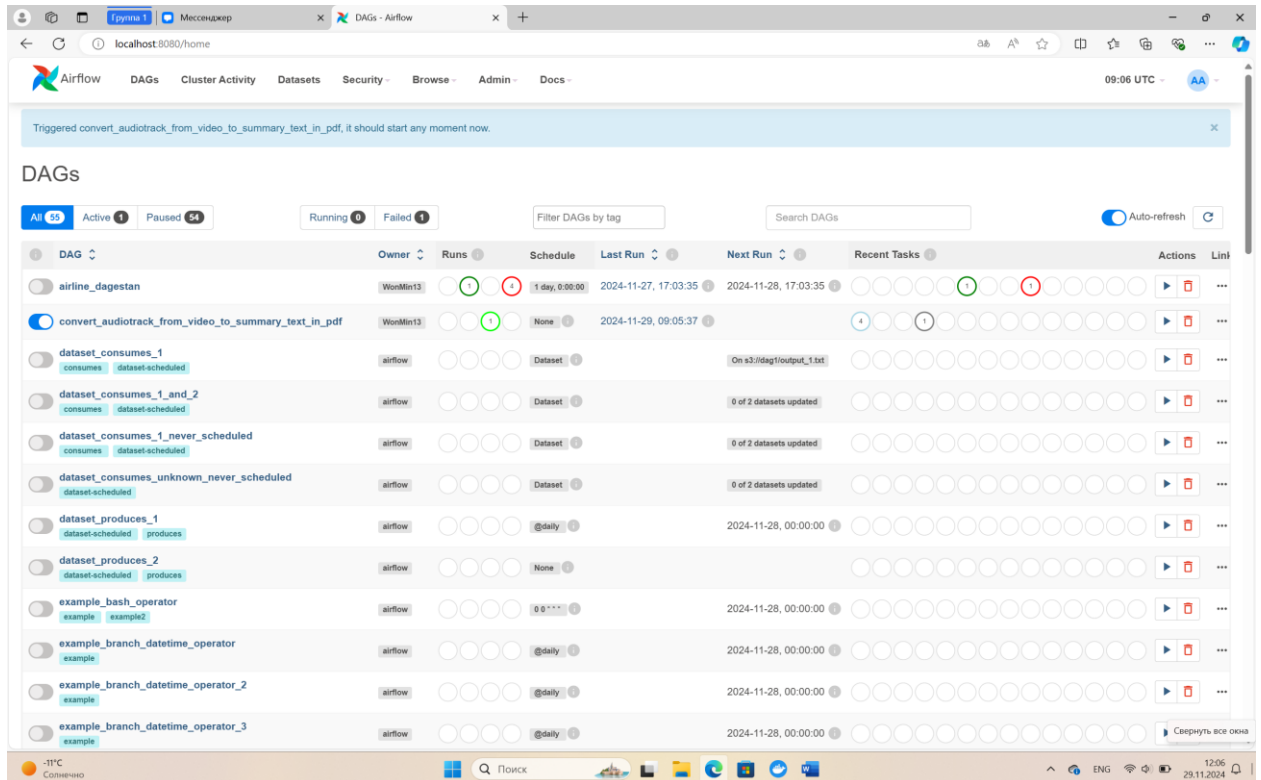 Группа 1 Мессенджер DAGs - Airflow
localhost:8080/home
Airflow DAGs Cluster Activity Datasets Security Browse Admin Docs 09:06 UTC AA
Triggered convert_audiotrack_from_video_to_summary_text_in_pdf, it should start any moment now. ×
DAGs
All 55 Active 1 Paused 54 Running 0 Failed 1 Filter DAGs by tag Search DAGs Auto-refresh
DAG Owner Runs Schedule Last Run Next Run Recent Tasks Actions Link
airline_dagestan WonMin13 1 4 1 day, 0:00:00 2024-11-27, 17:03:35 2024-11-28, 17:03:35 1 1
convert_audiotrack_from_video_to_summary_text_in_pdf WonMin13 1 None 2024-11-29, 09:05:37 4 1
dataset_consumes_1 airflow Dataset On s3://dag1/output_1.txt
consumes dataset-scheduled
dataset_consumes_1_and_2 airflow Dataset 0 of 2 datasets updated
consumes dataset-scheduled
dataset_consumes_1_never_scheduled airflow Dataset 0 of 2 datasets updated
consumes dataset-scheduled
dataset_consumes_unknown_never_scheduled airflow Dataset 0 of 2 datasets updated
dataset-scheduled
dataset_produces_1 airflow @daily 2024-11-28, 00:00:00
dataset-scheduled produces
dataset_produces_2 airflow None
dataset-scheduled produces
example_bash_operator airflow 0 0 * * * 2024-11-28, 00:00:00
example example2
example_branch_datetime_operator airflow @daily 2024-11-28, 00:00:00
example
example_branch_datetime_operator_2 airflow @daily 2024-11-28, 00:00:00
example
example_branch_datetime_operator_3 airflow @daily 2024-11-28, 00:00:00
example
Свернуть все окна
-11°C
Солнечно
Поиск
ENG
12:06
29.11.2024